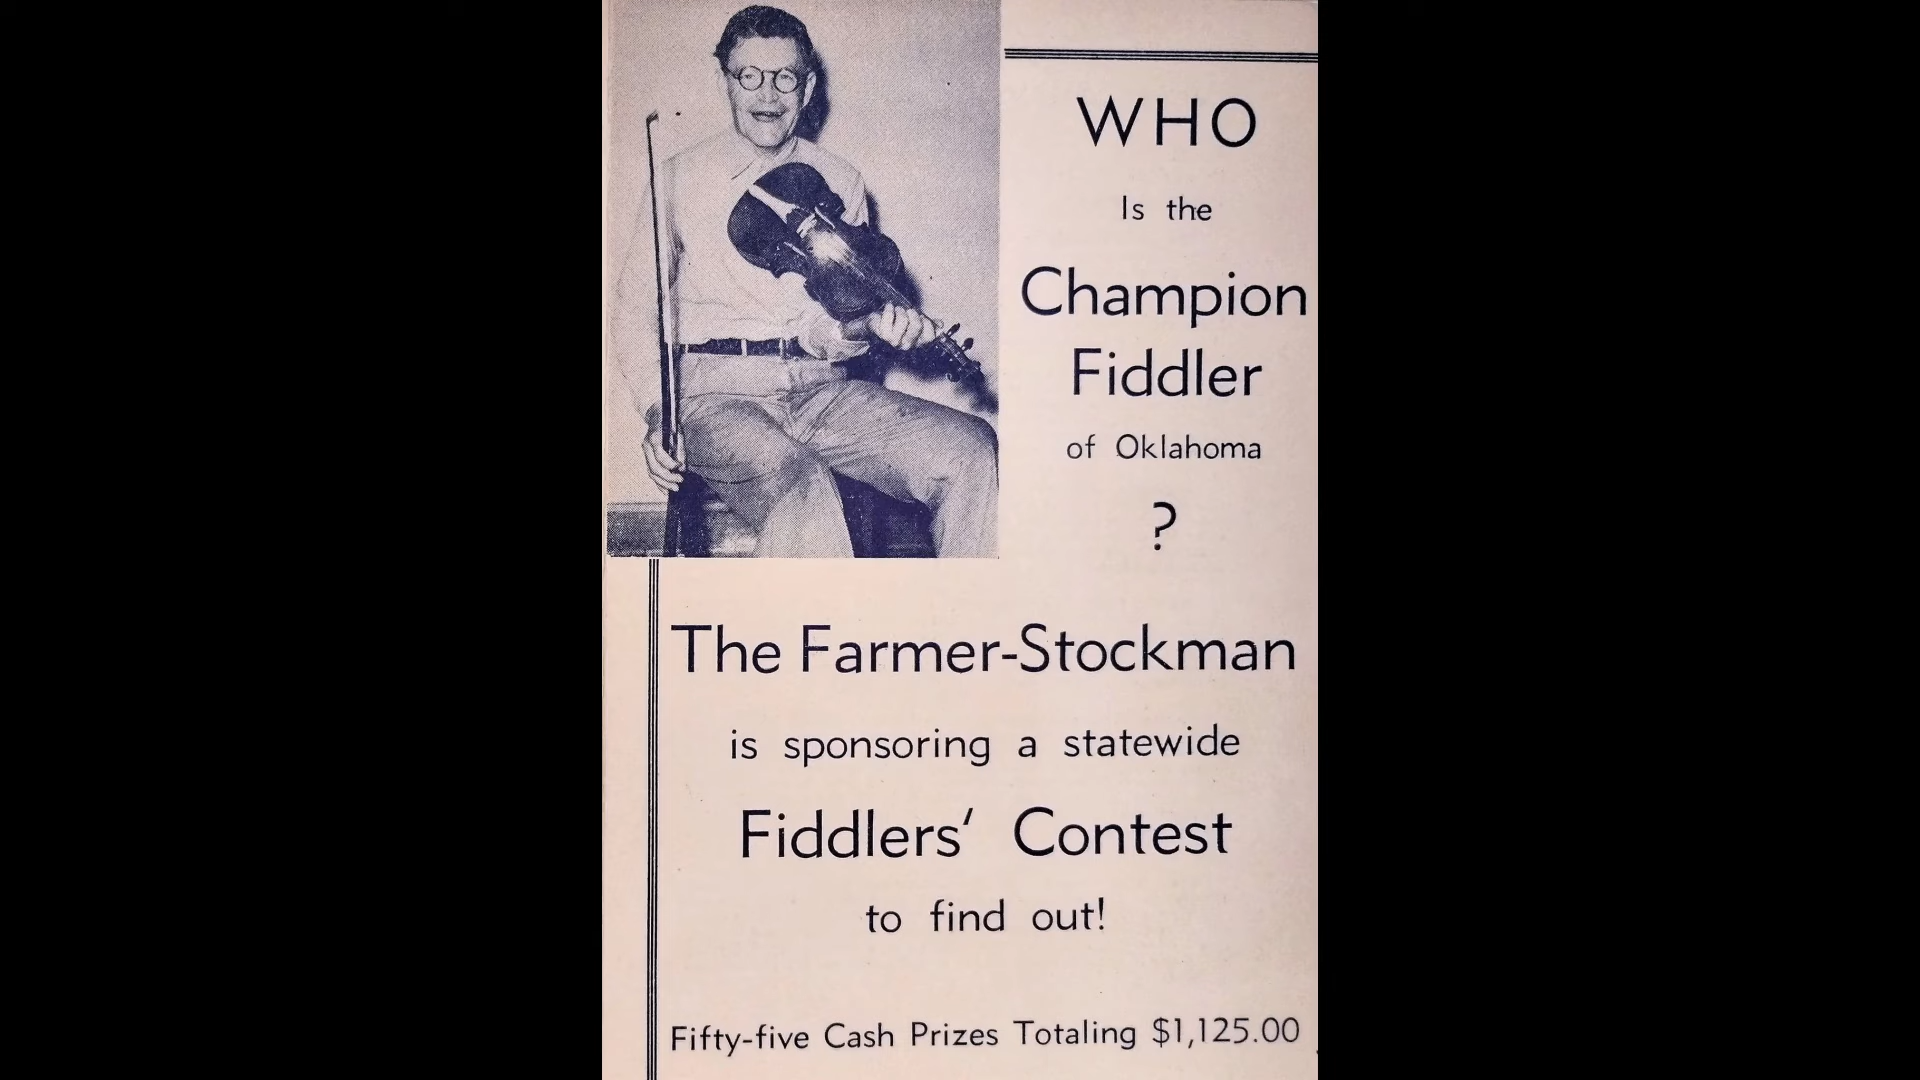 WHO
Is the
Champion
Fiddler
of Oklahoma
?
The Farmer-Stockman
is sponsoring a statewide
Fiddlers' Contest
to find out!
Fifty-five Cash Prizes Totaling $1,125.00